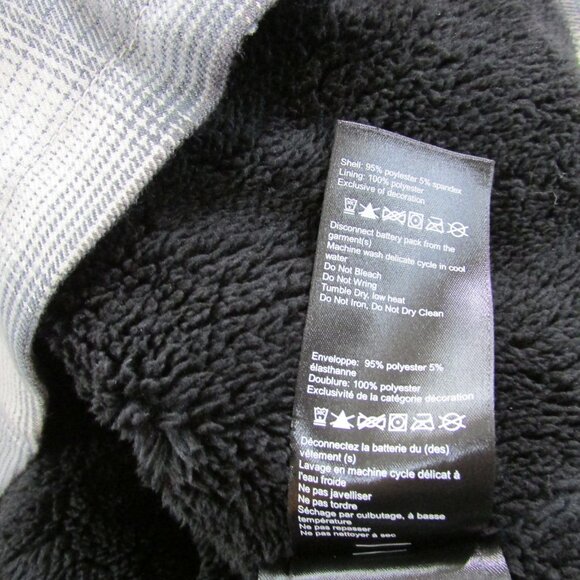 Shell: 95% poylester 5% spandex
Lining: 100% polyester
Exclusive of decoration
Disconnect battery pack from the
garment(s)
Machine wash delicate cycle in cool
water
Do Not Bleach
Do Not Wring
Tumble Dry, low heat
Do Not Iron, Do Not Dry Clean
Enveloppe: 95% polyester 5%
élasthanne
Doublure: 100% polyester
Exclusivité de la catégorie décoration
Déconnectez la batterie du (des)
vêtement (s)
Lavage en machine cycle délicat à
l'eau froide
Ne pas javelliser
Ne pas tordre
Séchage par culbutage, à basse
température
Ne pas repasser
Ne pas nettoyer à sec